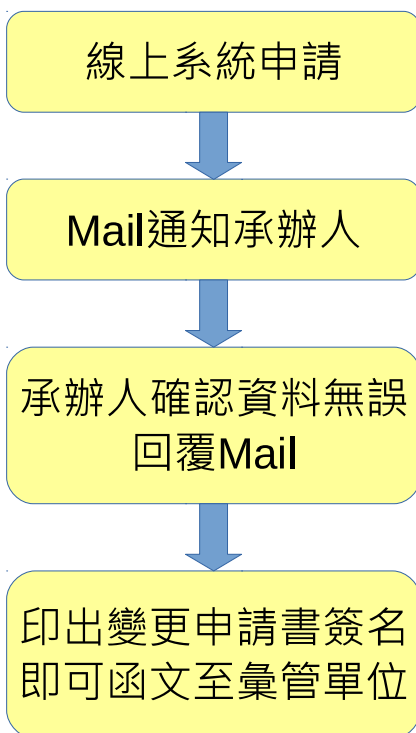 線上系統申請
Mail通知承辦人
承辦人確認資料無誤
回覆Mail
印出變更申請書簽名
即可函文至彙管單位